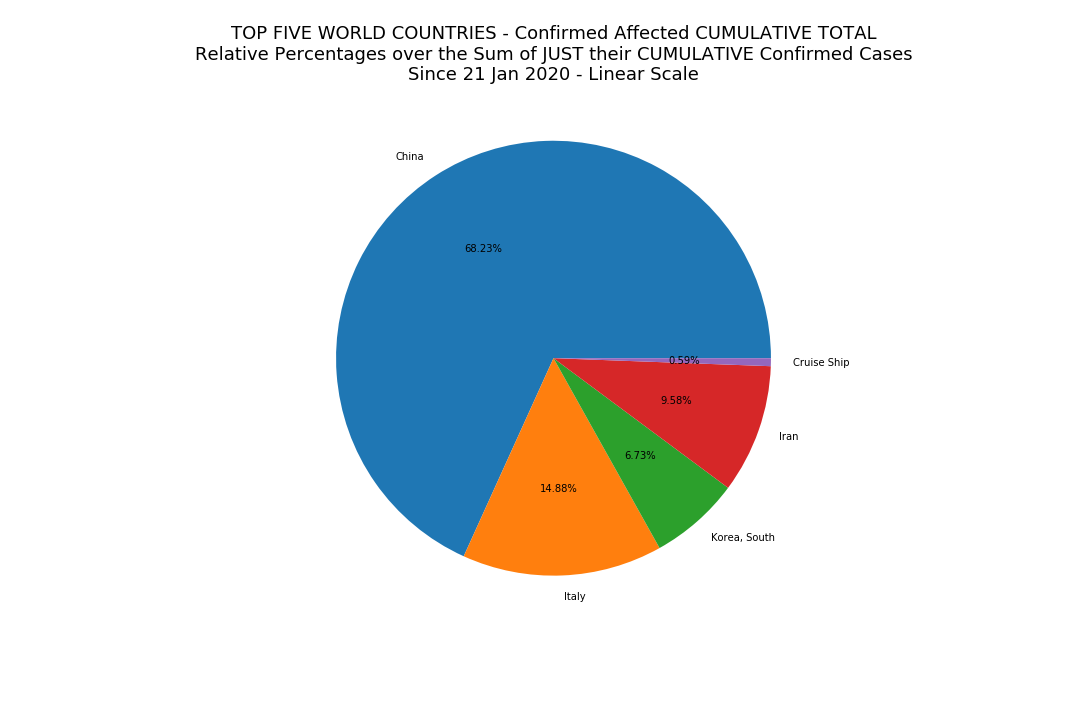 TOP FIVE WORLD COUNTRIES - Confirmed Affected CUMULATIVE TOTAL
Relative Percentages over the Sum of JUST their CUMULATIVE Confirmed Cases
Since 21 Jan 2020 - Linear Scale
China
68.23%
0.59%
Cruise Ship
9.58%
Iran
6.73%
14.88%
Korea, South
Italy